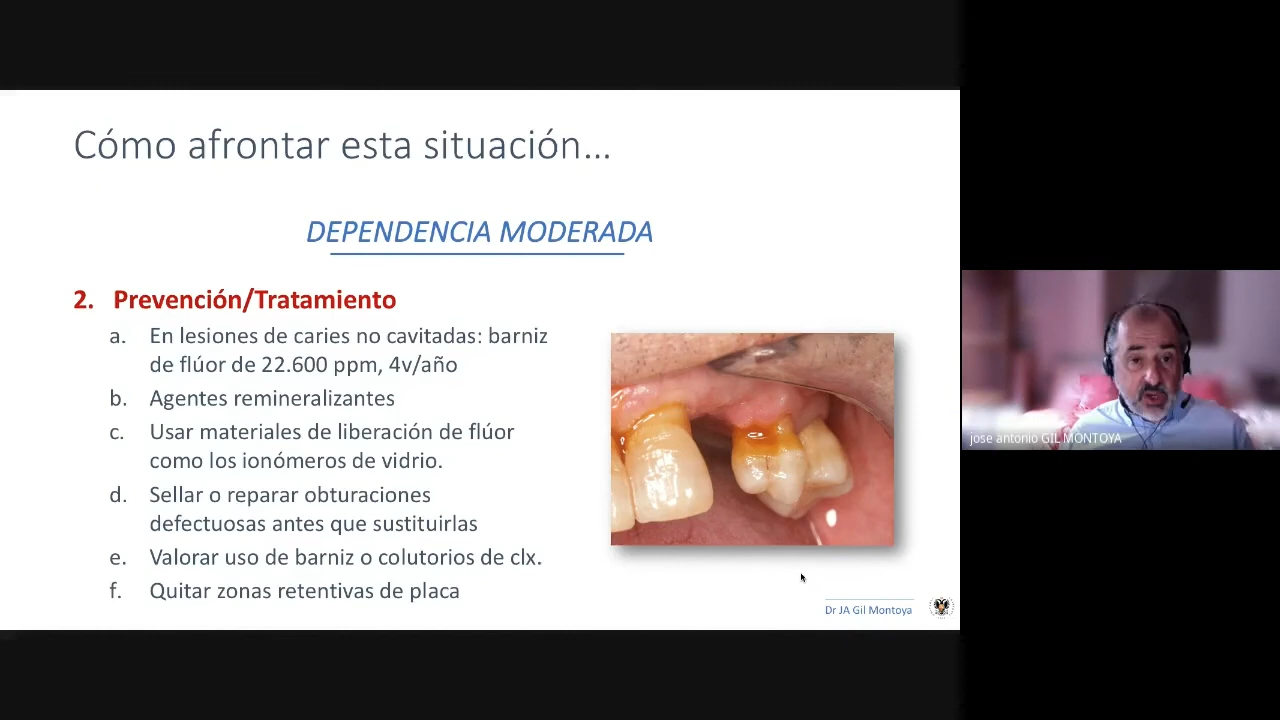 Cómo afrontar esta situación...
DEPENDENCIA MODERADA
2. Prevención/Tratamiento
a. En lesiones de caries no cavitadas: barniz
de flúor de 22.600 ppm, 4v/año
b. Agentes remineralizantes
c. Usar materiales de liberación de flúor
como los ionómeros de vidrio.
d. Sellar o reparar obturaciones
defectuosas antes que sustituirlas
e. Valorar uso de barniz o colutorios de clx.
f. Quitar zonas retentivas de placa
Dr JA Gil Montoya
jose antonio GIL MONTOYA